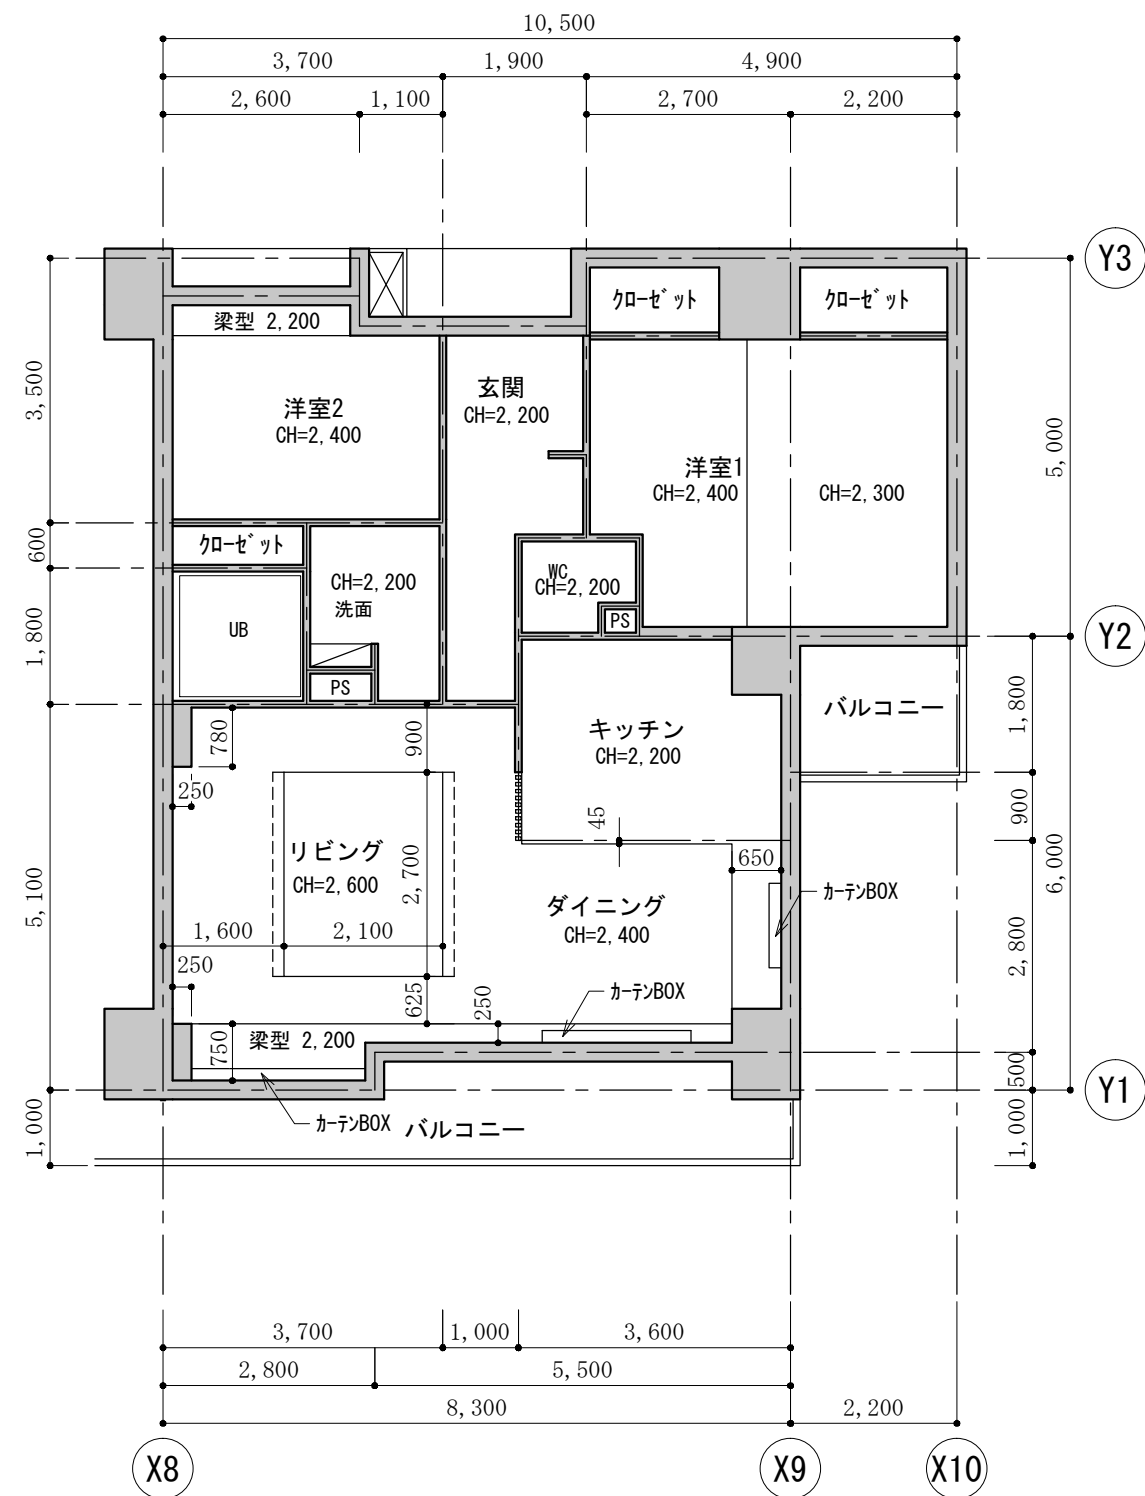 10,500
3,700
1,900
4,900
2,600
1,100
2,700
2,200
Y3
クローゼット
クローゼット
梁型 2,200
3,500
玄関
CH=2,200
洋室2
CH=2,400
5,000
洋室1
CH=2,400
CH=2,300
600
クローゼット
CH=2,200
洗面
WC
CH=2,200
PS
UB
1,800
Y2
PS
バルコニー
1,800
780
900
キッチン
CH=2,200
250
900
45
リビング
CH=2,600
2,700
650
6,000
カーテンBOX
ダイニング
CH=2,400
5,100
1,600
2,100
2,800
250
カーテンBOX
625
250
梁型 2,200
750
500
Y1
カーテンBOX
バルコニー
1,000
1,000
3,700
1,000
3,600
2,800
5,500
8,300
2,200
X8
X9
X10